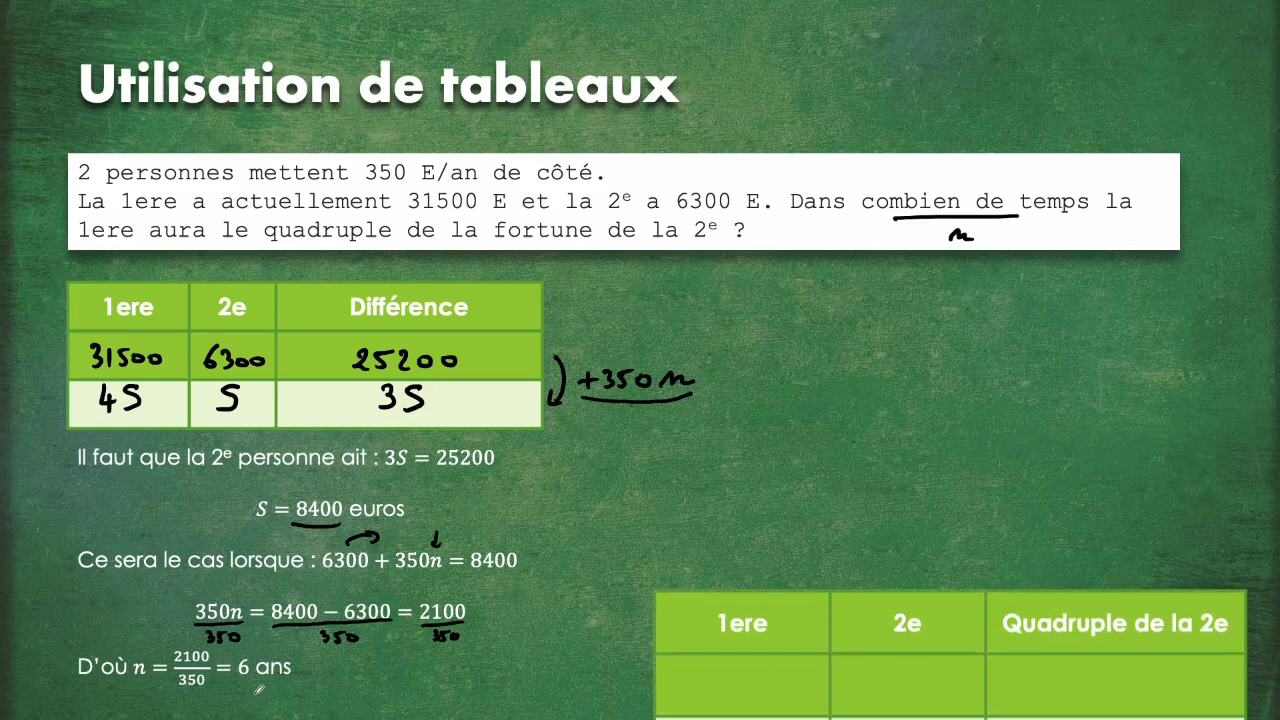 Utilisation de tableaux
2 personnes mettent 350 E/an de côté.
La 1ere a actuellement 31500 E et la 2ᵉ a 6300 E. Dans combien de temps la
1ere aura le quadruple de la fortune de la 2ᵉ ?
n
1ere 2e Différence
31500 6300 25200
4S S 3S
+350n
Il faut que la 2ᵉ personne ait : 3S = 25200
S = 8400 euros
Ce sera le cas lorsque : 6300 + 350n = 8400
350n = 8400 − 6300 = 2100
350 350 350
D'où n = 2100/350 = 6 ans
1ere 2e Quadruple de la 2e